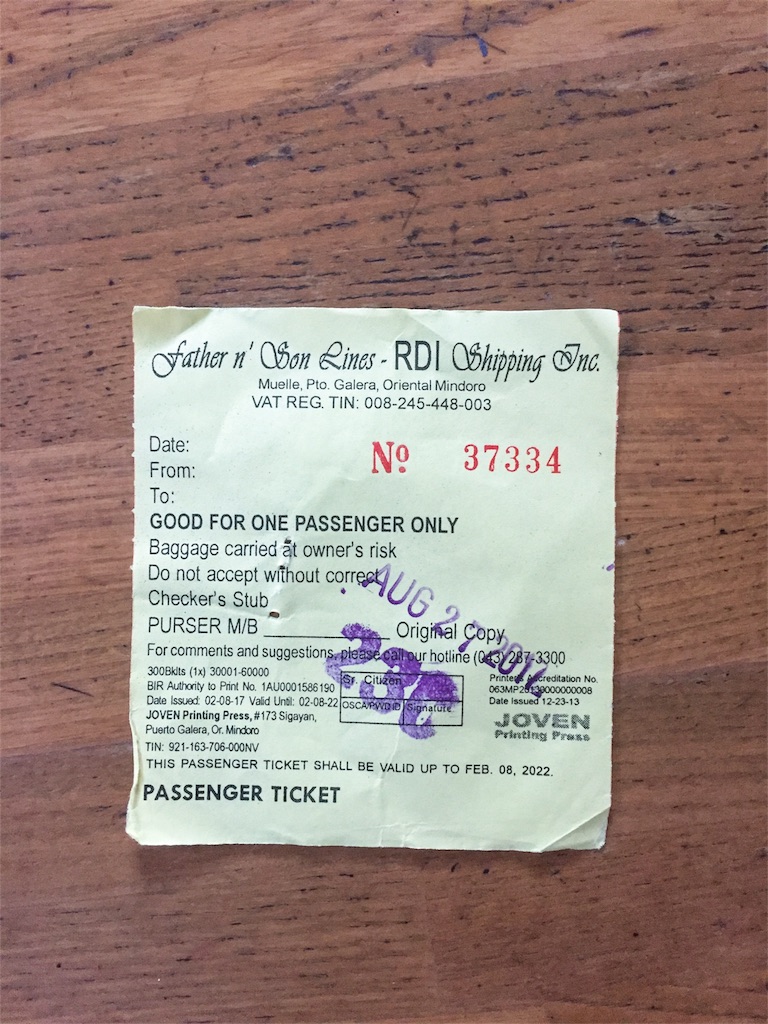 Father n' Son Lines - RDI Shipping Inc.
Muelle, Pto. Galera, Oriental Mindoro
VAT REG. TIN: 008-245-448-003
Date:
From:
Nº 37334
To:
GOOD FOR ONE PASSENGER ONLY
Baggage carried at owner's risk
Do not accept without correct
Checker's Stub
AUG 27
PURSER M/B ____________ Original Copy
For comments and suggestions, please call our hotline (043) 287-3300
230
300Bklts (1x) 30001-60000
BIR Authority to Print No. 1AU0001586190
Date Issued: 02-08-17 Valid Until: 02-08-22
JOVEN Printing Press, #173 Sigayan,
Puerto Galera, Or. Mindoro
TIN: 921-163-706-000NV
Sr. Citizen
OSCA/PWD ID Signature
Printer's Accreditation No.
063MP20130000000008
Date Issued 12-23-13
JOVEN
Printing Press
THIS PASSENGER TICKET SHALL BE VALID UP TO FEB. 08, 2022.
PASSENGER TICKET